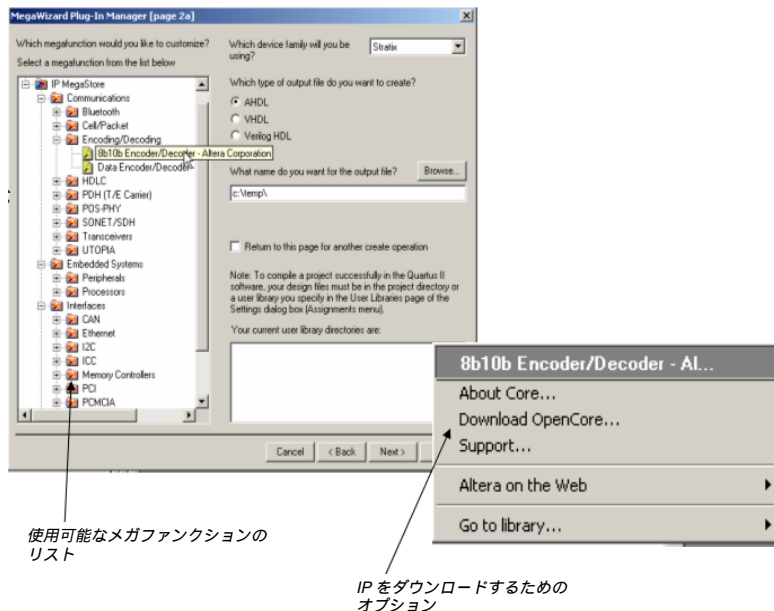 MegaWizard Plug-In Manager [page 2a]
Which megafunction would you like to customize?
Select a megafunction from the list below
IP MegaStore
Communications
Bluetooth
Cell/Packet
Encoding/Decoding
8b10b Encoder/Decoder - Altera Corporation
Data Encoder/Decoder
HDLC
PDH (T/E Carrier)
POS-PHY
SONET/SDH
Transceivers
UTOPIA
Embedded Systems
Peripherals
Processors
Interfaces
CAN
Ethernet
I2C
ICC
Memory Controllers
PCI
PCMCIA
Which device family will you be
using?
Stratix
Which type of output file do you want to create?
AHDL
VHDL
Verilog HDL
What name do you want for the output file?
Browse...
c:\temp\
Return to this page for another create operation
Note: To compile a project successfully in the Quartus II
software, your design files must be in the project directory or
a user library you specify in the User Libraries page of the
Settings dialog box (Assignments menu).
Your current user library directories are:
Cancel
< Back
Next >
8b10b Encoder/Decoder - Al...
About Core...
Download OpenCore...
Support...
Altera on the Web
Go to library...
使用可能なメガファンクションの
リスト
IP をダウンロードするための
オプション